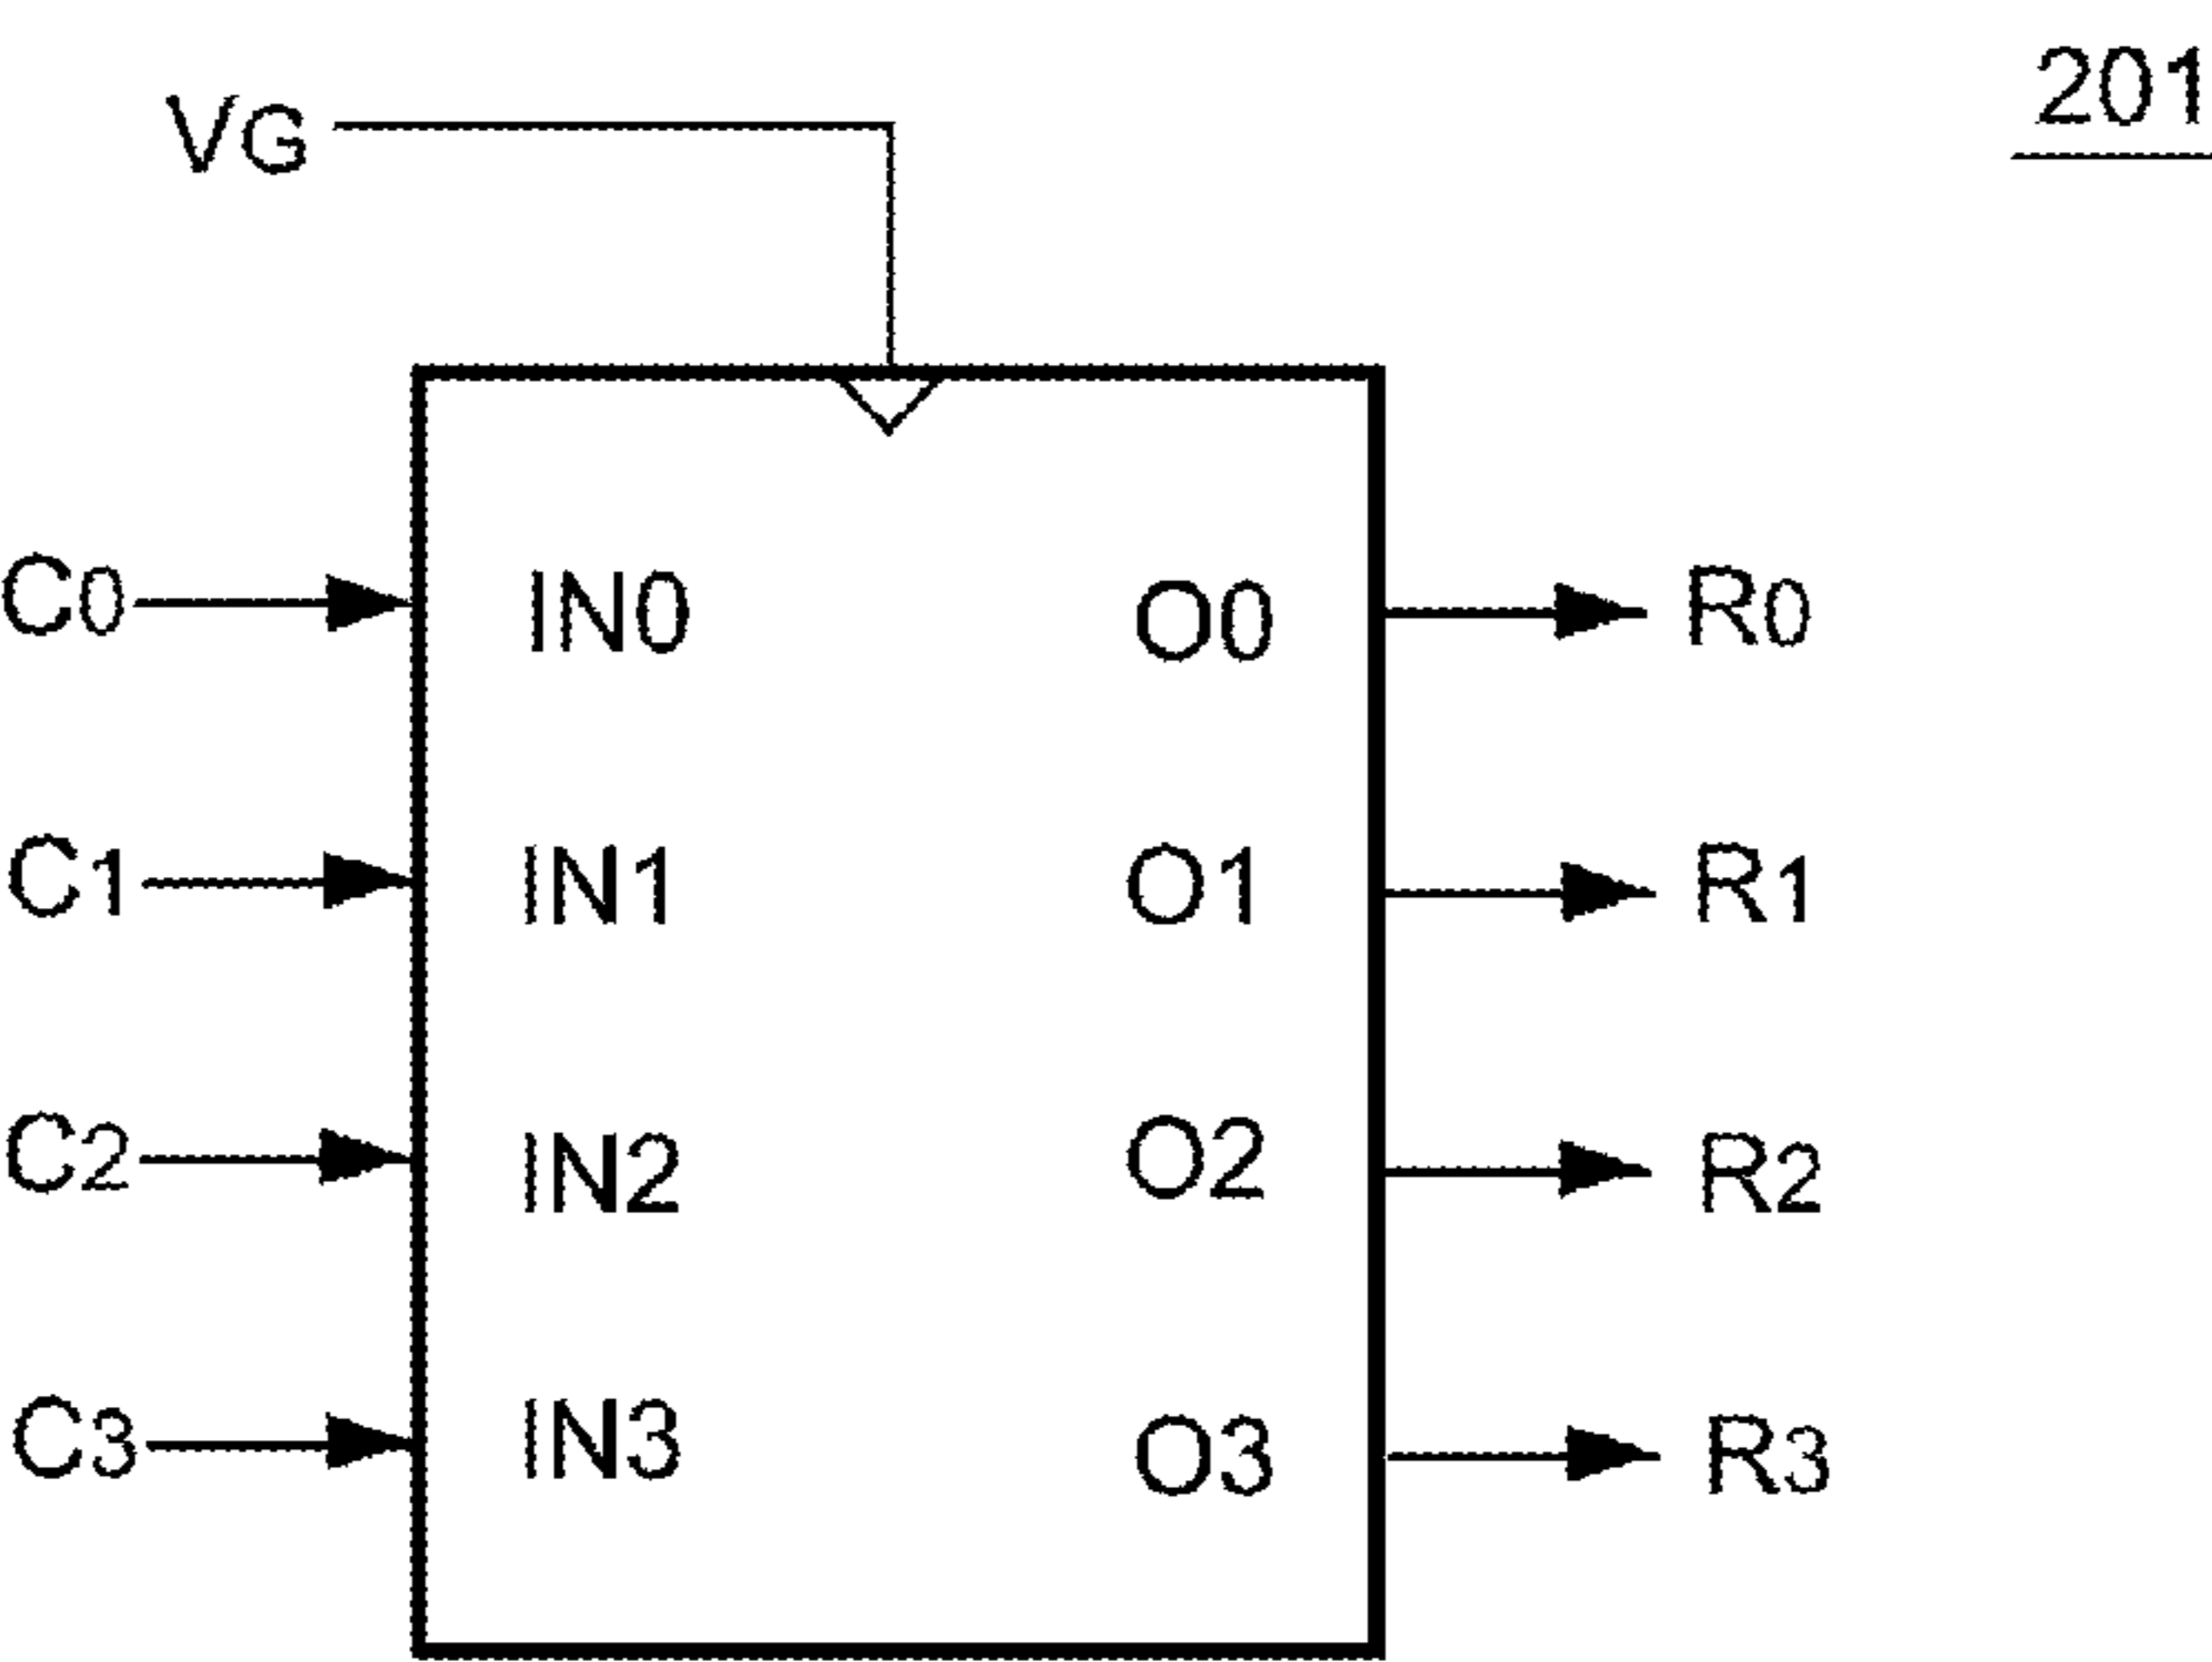 201
VG
C0 IN0 O0 R0
C1 IN1 O1 R1
C2 IN2 O2 R2
C3 IN3 O3 R3